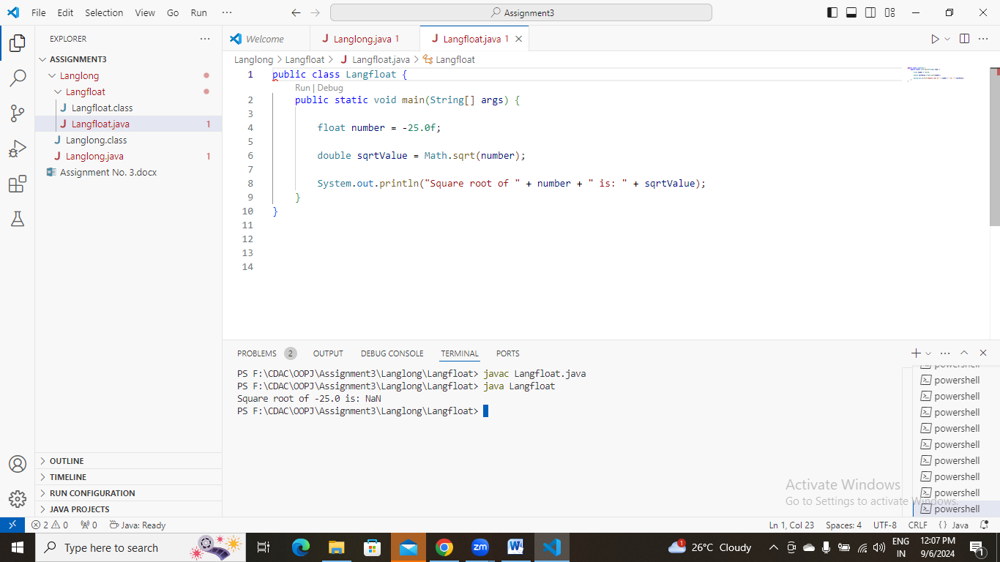 File Edit Selection View Go Run ··· Assignment3
EXPLORER ···
ASSIGNMENT3
Langlong
Langfloat
J Langfloat.class
J Langfloat.java 1
J Langlong.class
J Langlong.java 1
Assignment No. 3.docx
OUTLINE
TIMELINE
RUN CONFIGURATION
JAVA PROJECTS
Welcome J Langlong.java 1 J Langfloat.java 1
Langlong > Langfloat > J Langfloat.java > Langfloat
1 public class Langfloat {
Run | Debug
2 public static void main(String[] args) {
3
4 float number = -25.0f;
5
6 double sqrtValue = Math.sqrt(number);
7
8 System.out.println("Square root of " + number + " is: " + sqrtValue);
9 }
10 }
11
12
13
14
PROBLEMS 2 OUTPUT DEBUG CONSOLE TERMINAL PORTS
PS F:\CDAC\OOPJ\Assignment3\Langlong\Langfloat> javac Langfloat.java
PS F:\CDAC\OOPJ\Assignment3\Langlong\Langfloat> java Langfloat
Square root of -25.0 is: NaN
PS F:\CDAC\OOPJ\Assignment3\Langlong\Langfloat>
powershell
powershell
powershell
powershell
powershell
powershell
powershell
powershell
powershell
powershell
Activate Windows
Go to Settings to activate Windows.
2 0 0 Java: Ready Ln 1, Col 23 Spaces: 4 UTF-8 CRLF {} Java
Type here to search zm W 1 26°C Cloudy ENG IN 12:07 PM 9/6/2024 1